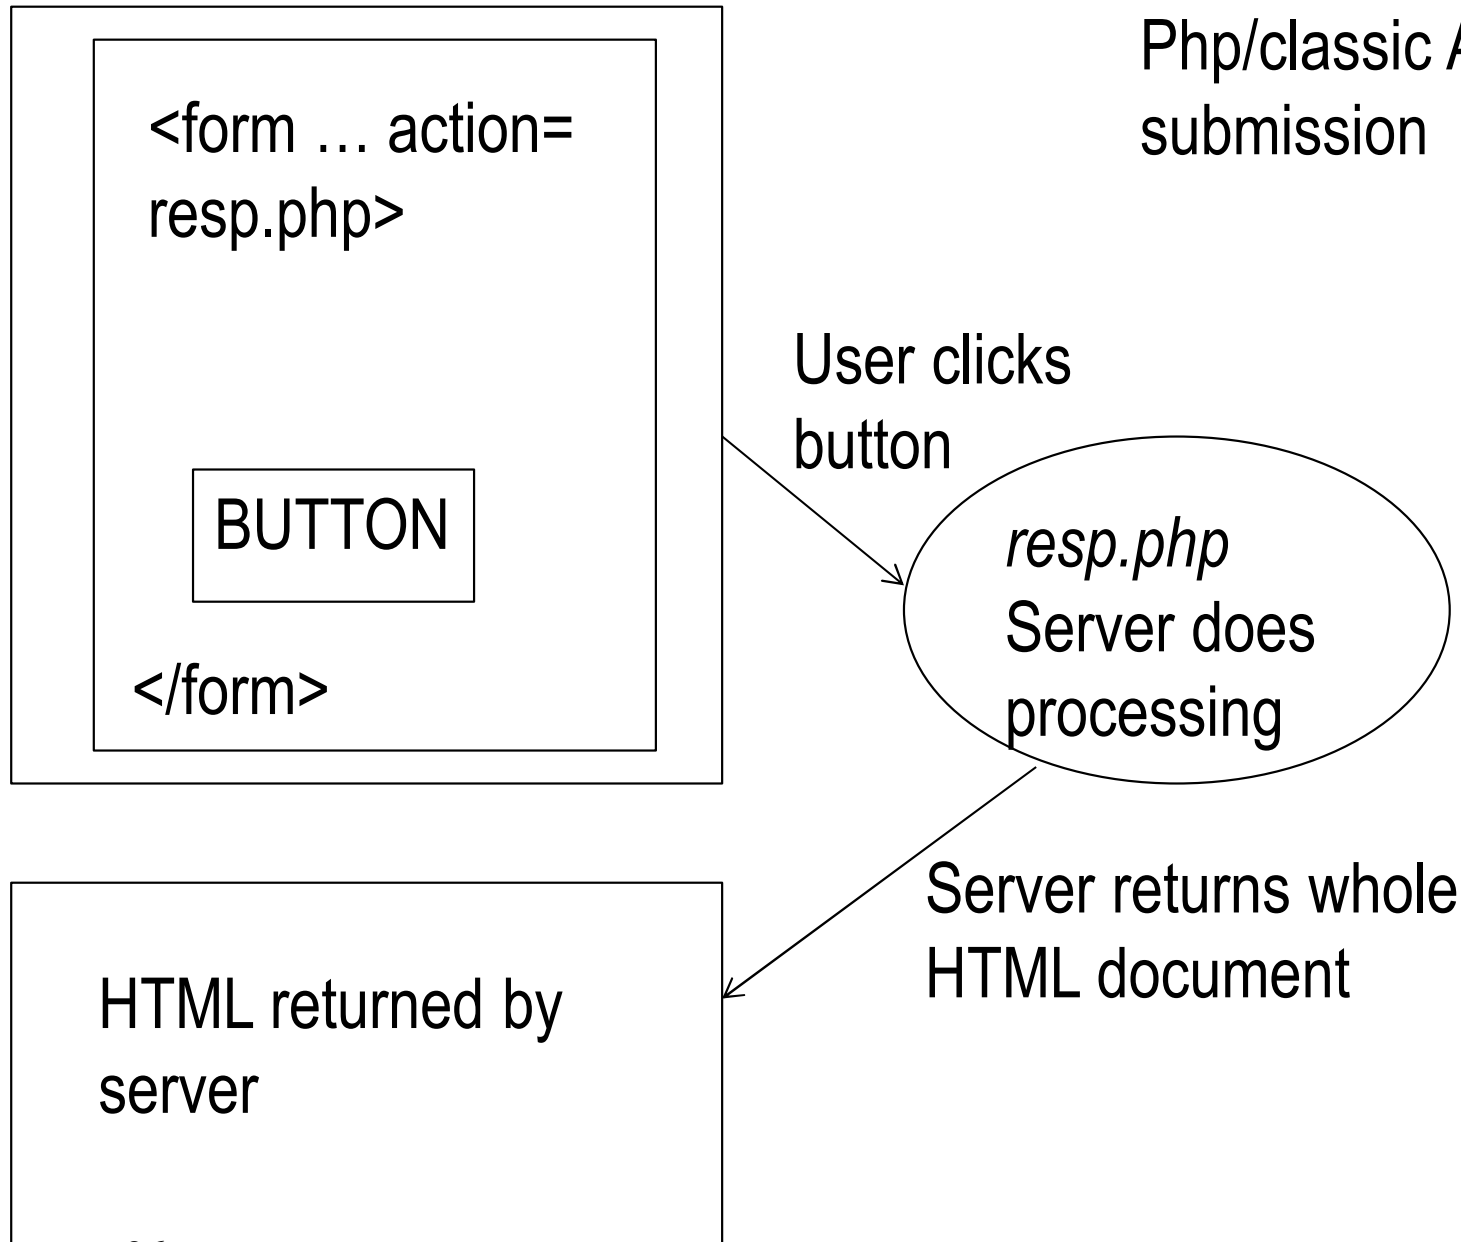 Php/classic
submission
<form … action=
resp.php>
User clicks
button
BUTTON
resp.php
Server does
processing
</form>
Server returns whole
HTML document
HTML returned by
server